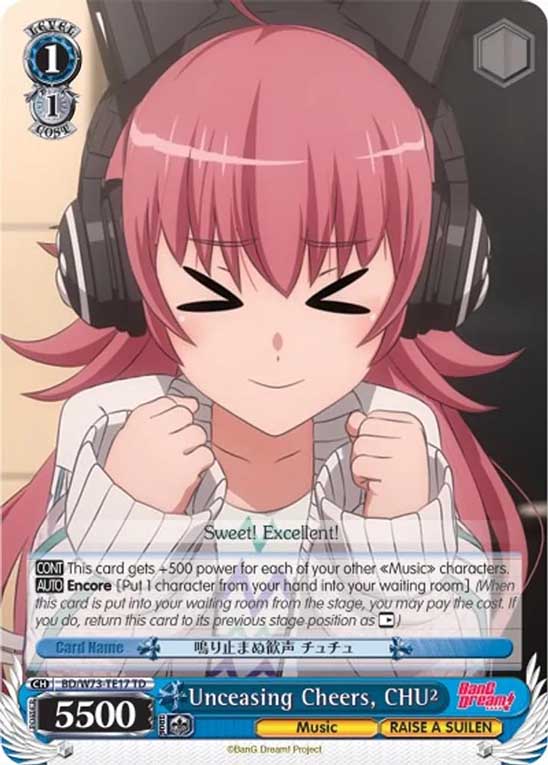 LEVEL
1
1
COST
Sweet! Excellent!
CONT This card gets +500 power for each of your other «Music» characters.
AUTO Encore [Put 1 character from your hand into your waiting room] (When
this card is put into your waiting room from the stage, you may pay the cost. If
you do, return this card to its previous stage position as )
Card Name 鳴り止まぬ歓声 チュチュ
CH BD/W73-TE17 TD
Unceasing Cheers, CHU²
BanG Dream!
POWER 5500 SOUL
Music RAISE A SUILEN
©BanG Dream! Project